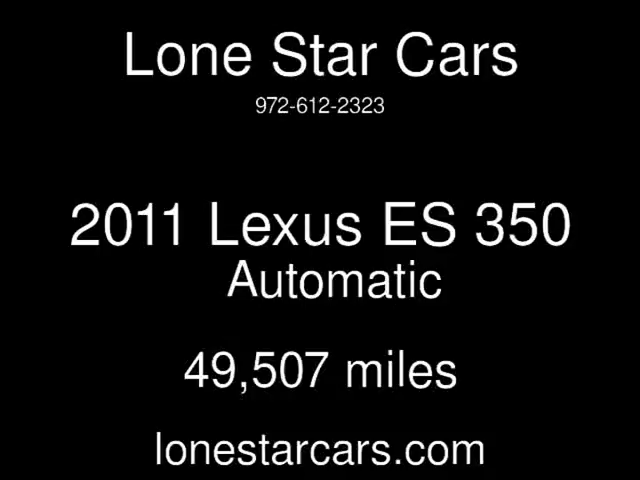 Lone Star Cars
972-612-2323
2011 Lexus ES 350
Automatic
49,507 miles
lonestarcars.com